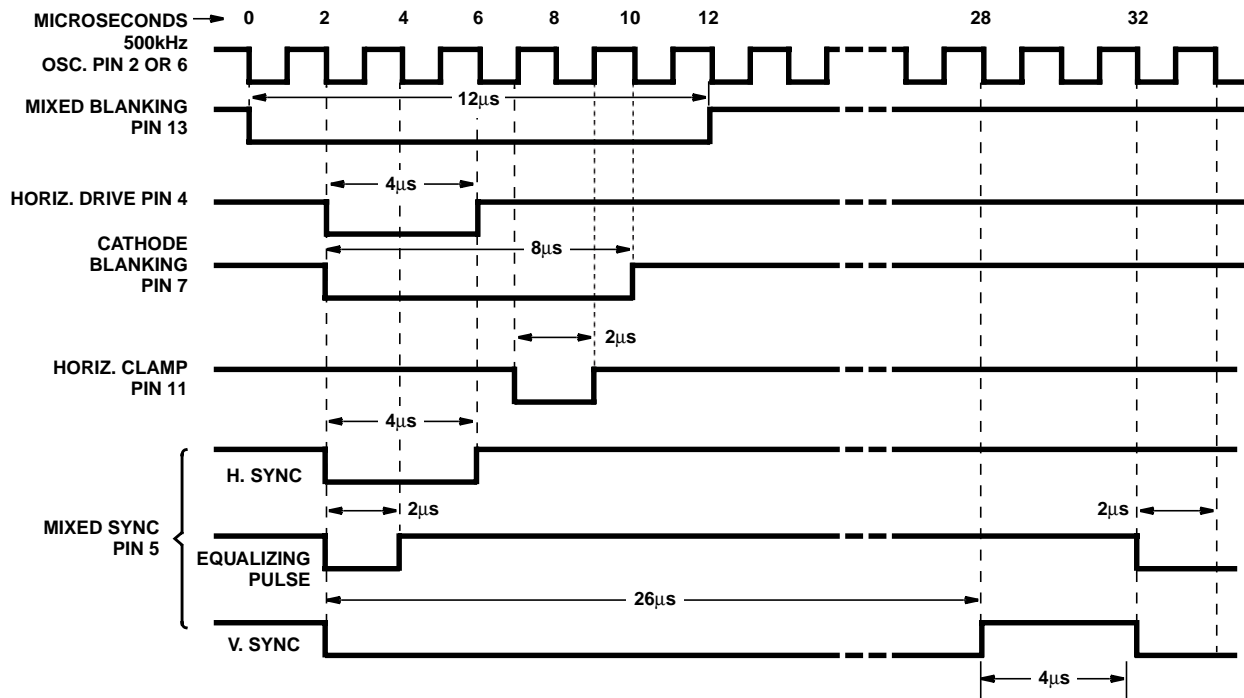 MICROSECONDS 0 2 4 6 8 10 12 28 32
500kHz
OSC. PIN 2 OR 6
12μs
MIXED BLANKING
PIN 13
4μs
HORIZ. DRIVE PIN 4
CATHODE
BLANKING
PIN 7
8μs
2μs
HORIZ. CLAMP
PIN 11
4μs
H. SYNC
2μs 2μs
MIXED SYNC
PIN 5
EQUALIZING
PULSE
26μs
V. SYNC
4μs